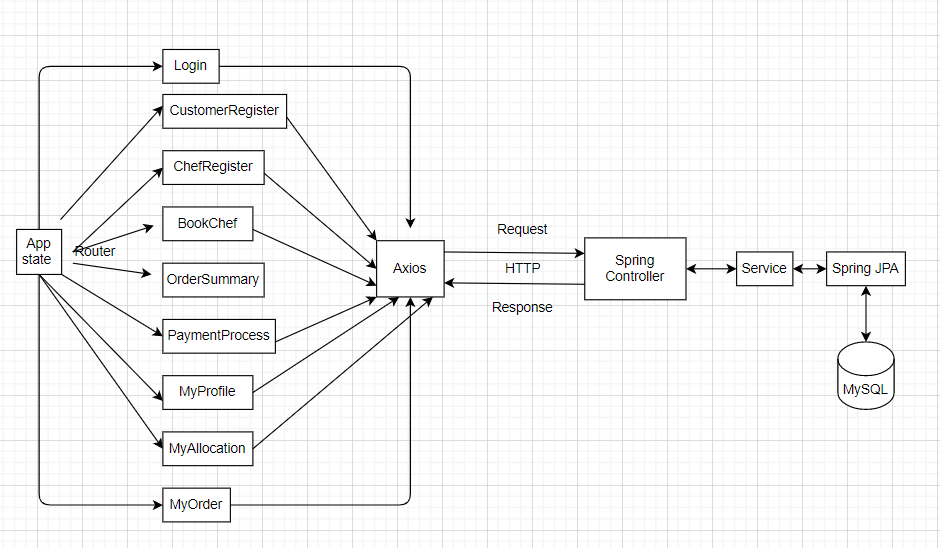 Login
CustomerRegister
ChefRegister
BookChef
Request
App
state
Router
Axios
HTTP
Spring
Controller
Service
Spring JPA
OrderSummary
Response
PaymentProcess
MyProfile
MySQL
MyAllocation
MyOrder